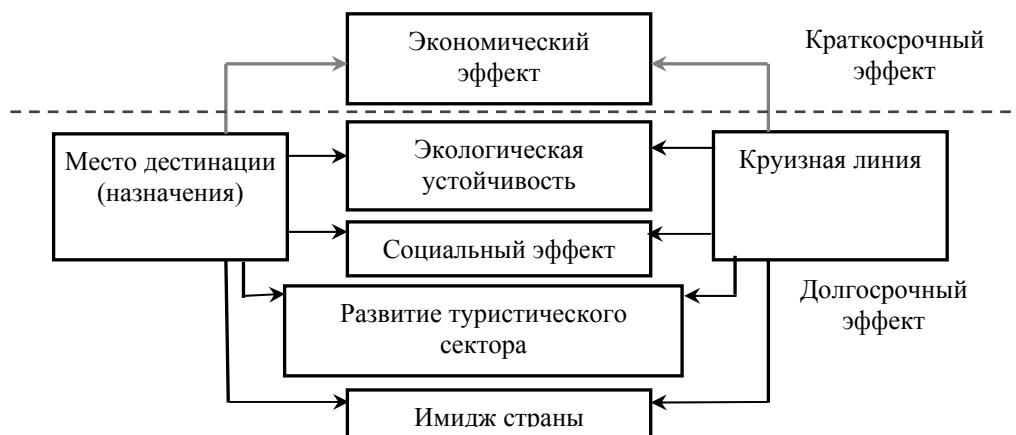 Экономический
эффект
Краткосрочный
эффект
Место дестинации
(назначения)
Экологическая
устойчивость
Круизная линия
Социальный эффект
Развитие туристического
сектора
Долгосрочный
эффект
Имидж страны